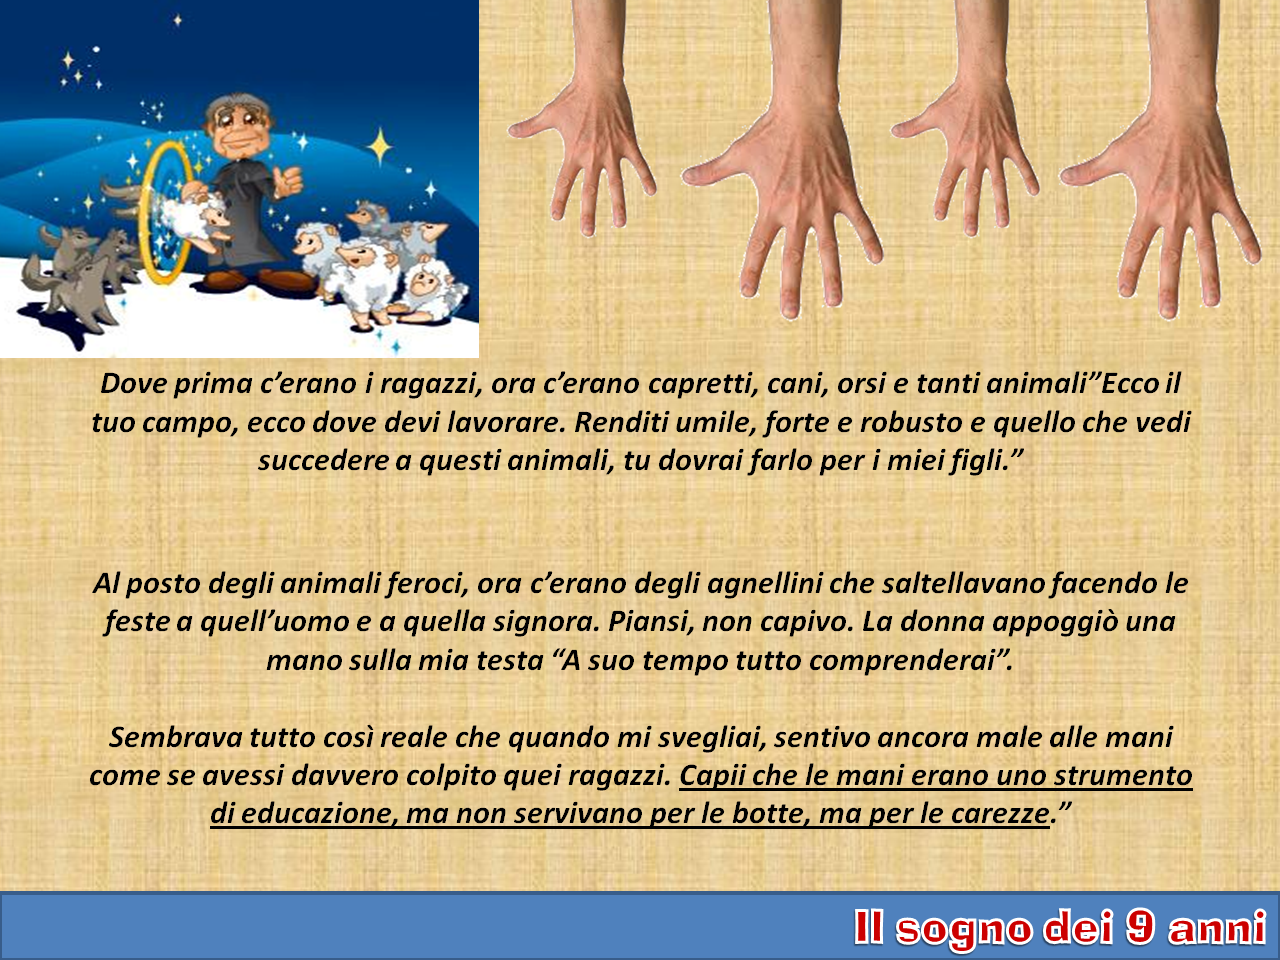 Dove prima c’erano i ragazzi, ora c’erano capretti, cani, orsi e tanti animali”Ecco il
tuo campo, ecco dove devi lavorare. Renditi umile, forte e robusto e quello che vedi
succedere a questi animali, tu dovrai farlo per i miei figli.”
Al posto degli animali feroci, ora c’erano degli agnellini che saltellavano facendo le
feste a quell’uomo e a quella signora. Piansi, non capivo. La donna appoggiò una
mano sulla mia testa “A suo tempo tutto comprenderai”.
Sembrava tutto così reale che quando mi svegliai, sentivo ancora male alle mani
come se avessi davvero colpito quei ragazzi. Capii che le mani erano uno strumento
di educazione, ma non servivano per le botte, ma per le carezze.”
Il sogno dei 9 anni